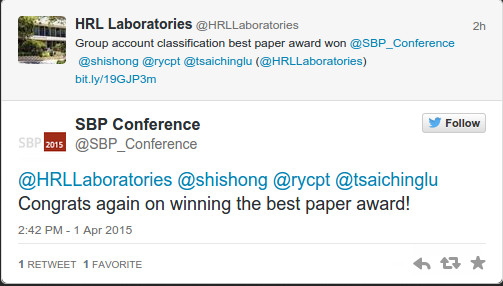 HRL Laboratories @HRLLaboratories 2h
Group account classification best paper award won @SBP_Conference
@shishong @rycpt @tsaichinglu (@HRLLaboratories)
bit.ly/19GJP3m
SBP 2015
SBP Conference
@SBP_Conference
Follow
@HRLLaboratories @shishong @rycpt @tsaichinglu
Congrats again on winning the best paper award!
2:42 PM - 1 Apr 2015
1 RETWEET 1 FAVORITE